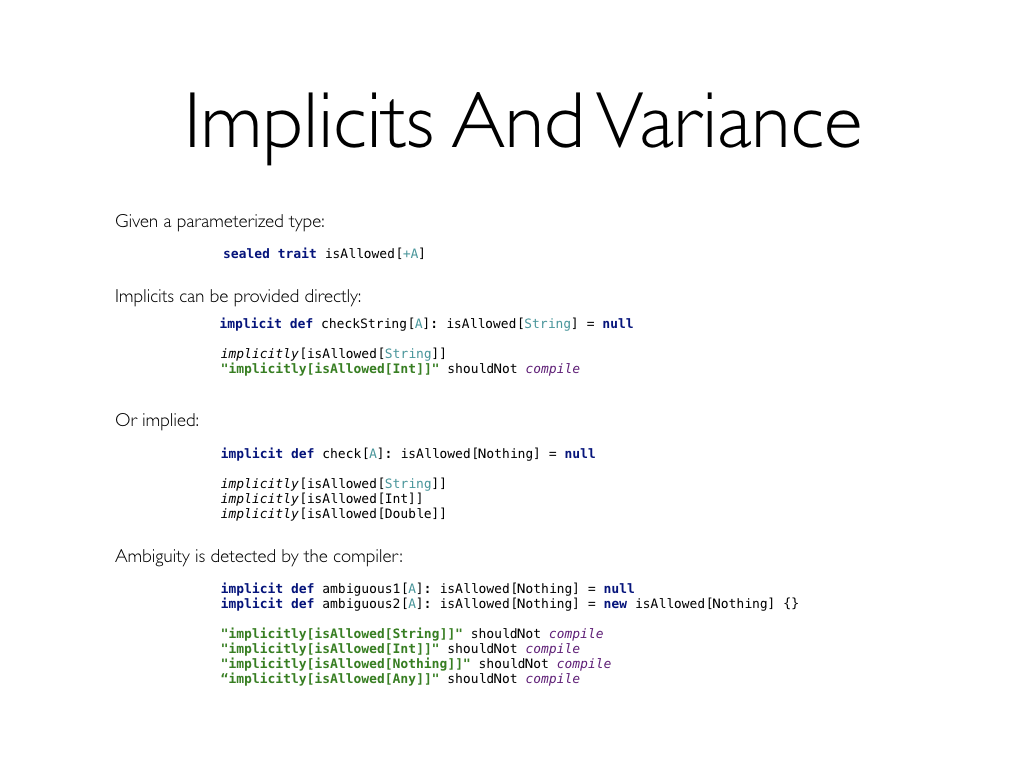 Implicits And Variance
Given a parameterized type:
sealed trait isAllowed[+A]
Implicits can be provided directly:
implicit def checkString[A]: isAllowed[String] = null
implicitly[isAllowed[String]]
"implicitly[isAllowed[Int]]" shouldNot compile
Or implied:
implicit def check[A]: isAllowed[Nothing] = null
implicitly[isAllowed[String]]
implicitly[isAllowed[Int]]
implicitly[isAllowed[Double]]
Ambiguity is detected by the compiler:
implicit def ambiguous1[A]: isAllowed[Nothing] = null
implicit def ambiguous2[A]: isAllowed[Nothing] = new isAllowed[Nothing] {}
"implicitly[isAllowed[String]]" shouldNot compile
"implicitly[isAllowed[Int]]" shouldNot compile
"implicitly[isAllowed[Nothing]]" shouldNot compile
“implicitly[isAllowed[Any]]" shouldNot compile